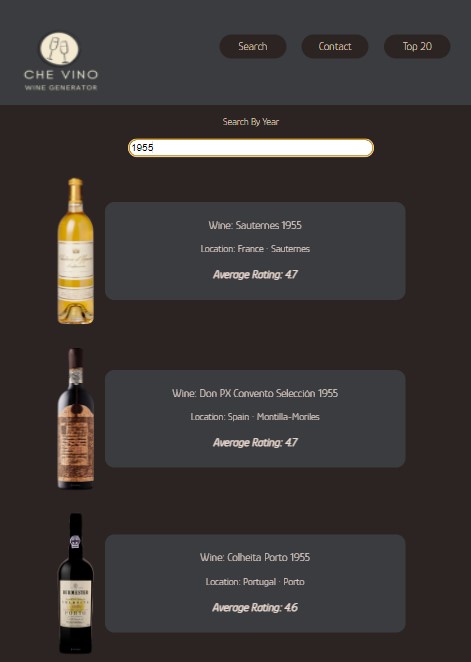 CHE VINO
WINE GENERATOR
Search
Contact
Top 20
Search By Year
1955
Wine: Sauternes 1955
Location: France · Sauternes
Average Rating: 4.7
Wine: Don PX Convento Selección 1955
Location: Spain · Montilla-Moriles
Average Rating: 4.7
Wine: Colheita Porto 1955
Location: Portugal · Porto
Average Rating: 4.6
BURMESTER
PORTO